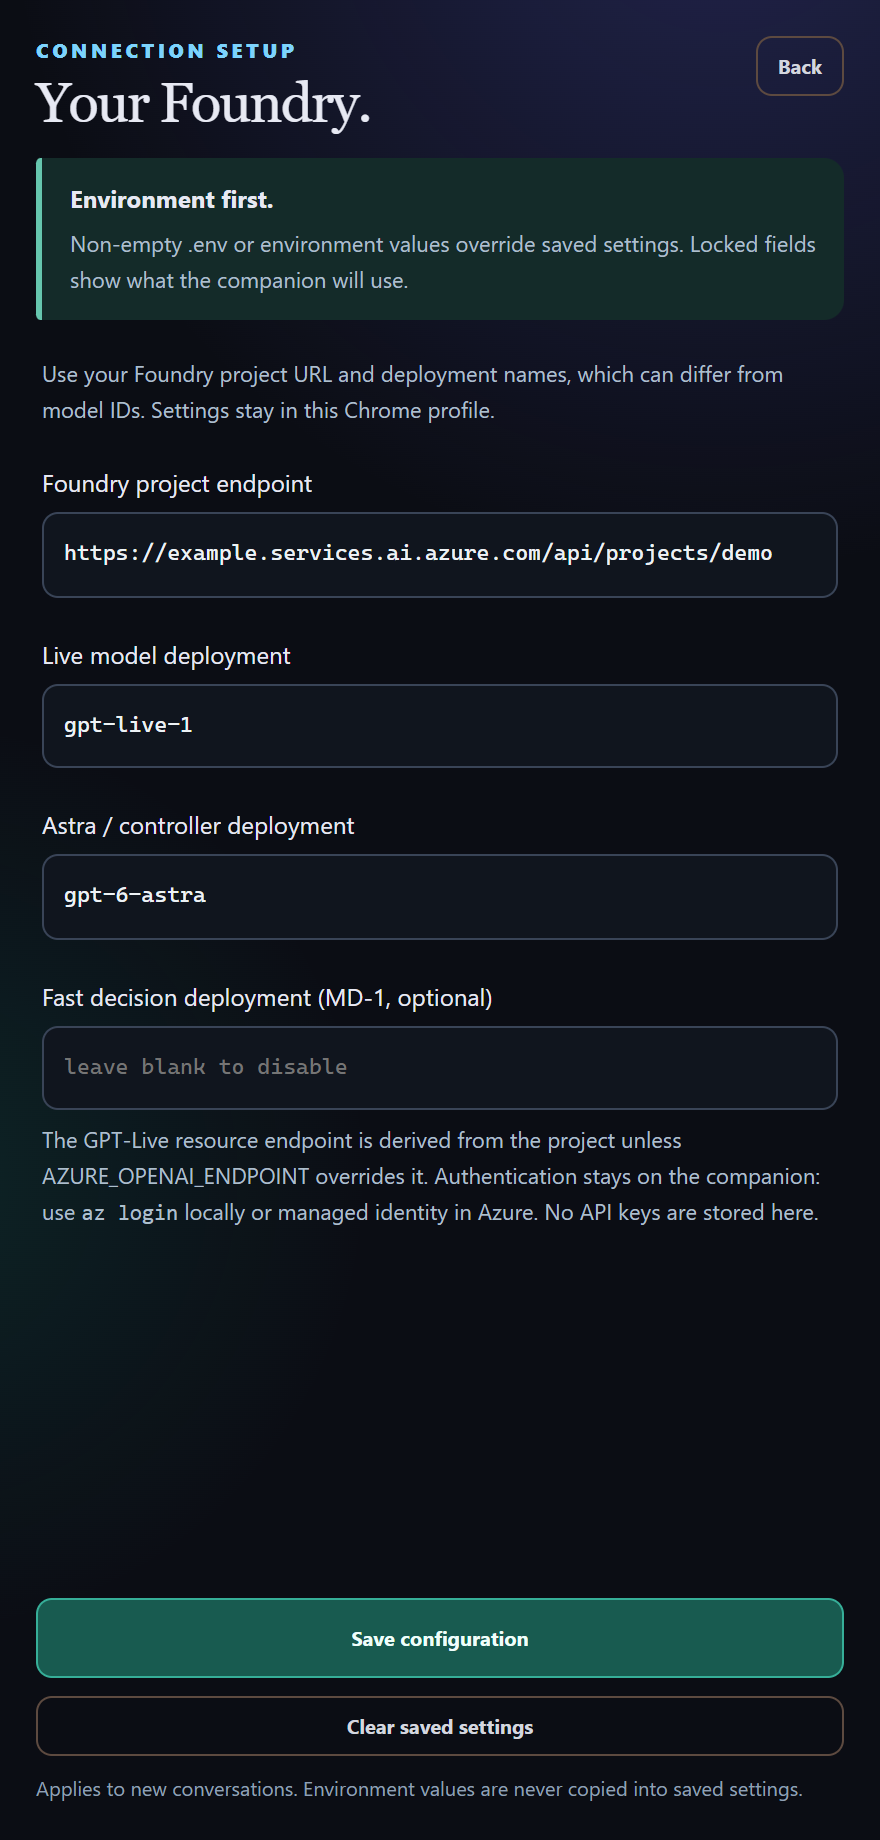 CONNECTION SETUP
Your Foundry.
Back
Environment first.
Non-empty .env or environment values override saved settings. Locked fields
show what the companion will use.
Use your Foundry project URL and deployment names, which can differ from
model IDs. Settings stay in this Chrome profile.
Foundry project endpoint
https://example.services.ai.azure.com/api/projects/demo
Live model deployment
gpt-live-1
Astra / controller deployment
gpt-6-astra
Fast decision deployment (MD-1, optional)
leave blank to disable
The GPT-Live resource endpoint is derived from the project unless
AZURE_OPENAI_ENDPOINT overrides it. Authentication stays on the companion:
use az login locally or managed identity in Azure. No API keys are stored here.
Save configuration
Clear saved settings
Applies to new conversations. Environment values are never copied into saved settings.